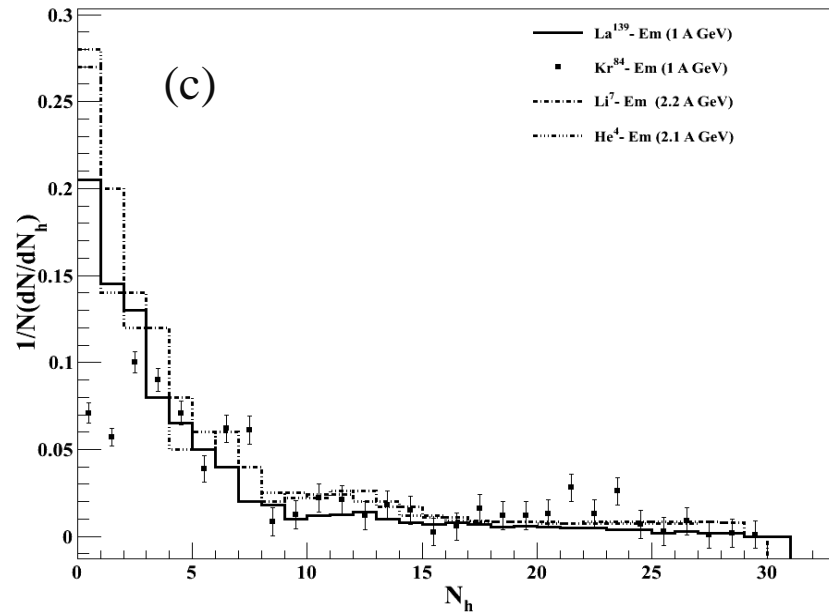 0.3
0.25
0.2
0.15
0.1
0.05
0
1/N(dN/dN_h)
(c)
La¹³⁹- Em (1 A GeV)
Kr⁸⁴- Em (1 A GeV)
Li⁷- Em (2.2 A GeV)
He⁴- Em (2.1 A GeV)
0 5 10 15 20 25 30
N_h